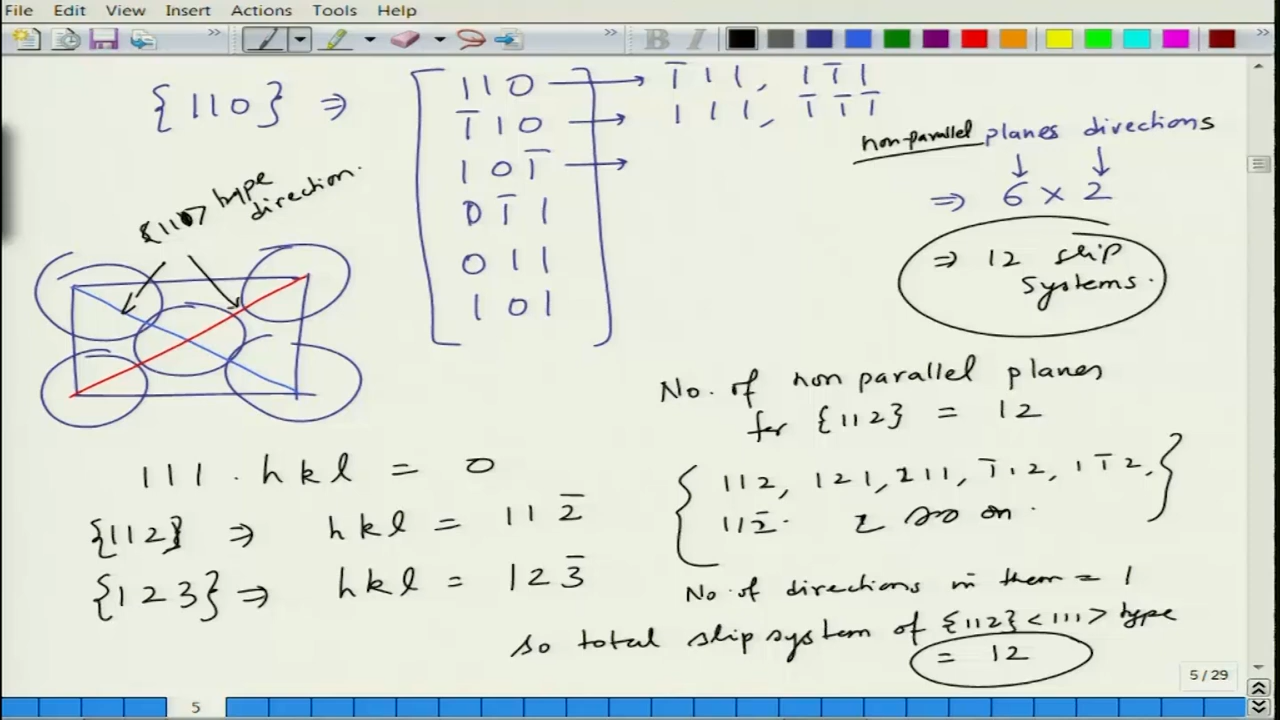 File Edit View Insert Actions Tools Help
{110} ⇒
110 → 1̄11, 11̄1
1̄10 → 111, 1̄1̄1̄
101̄ →
01̄1
011
101
non-parallel planes directions
↓ ↓
⇒ 6 × 2
⇒ 12 slip
systems.
type
direction.
No. of non parallel planes
for {112} = 12
{112, 121, 211, 1̄12, 11̄2,}
112̄. & so on.
No. of directions in them = 1
so total slip system of {112}<111> type
= 12
111 . hkl = 0
{112} ⇒ hkl = 112̄
{123} ⇒ hkl = 123̄
5 / 29
5